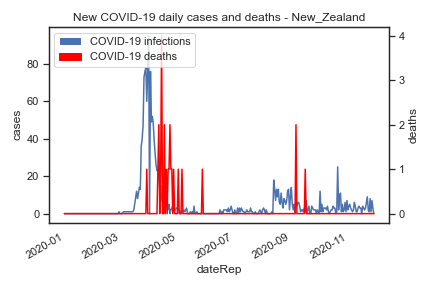 New COVID-19 daily cases and deaths - New_Zealand
COVID-19 infections
COVID-19 deaths
80
60
40
20
0
cases
4
3
2
1
0
deaths
2020-01
2020-03
2020-05
2020-07
2020-09
2020-11
dateRep